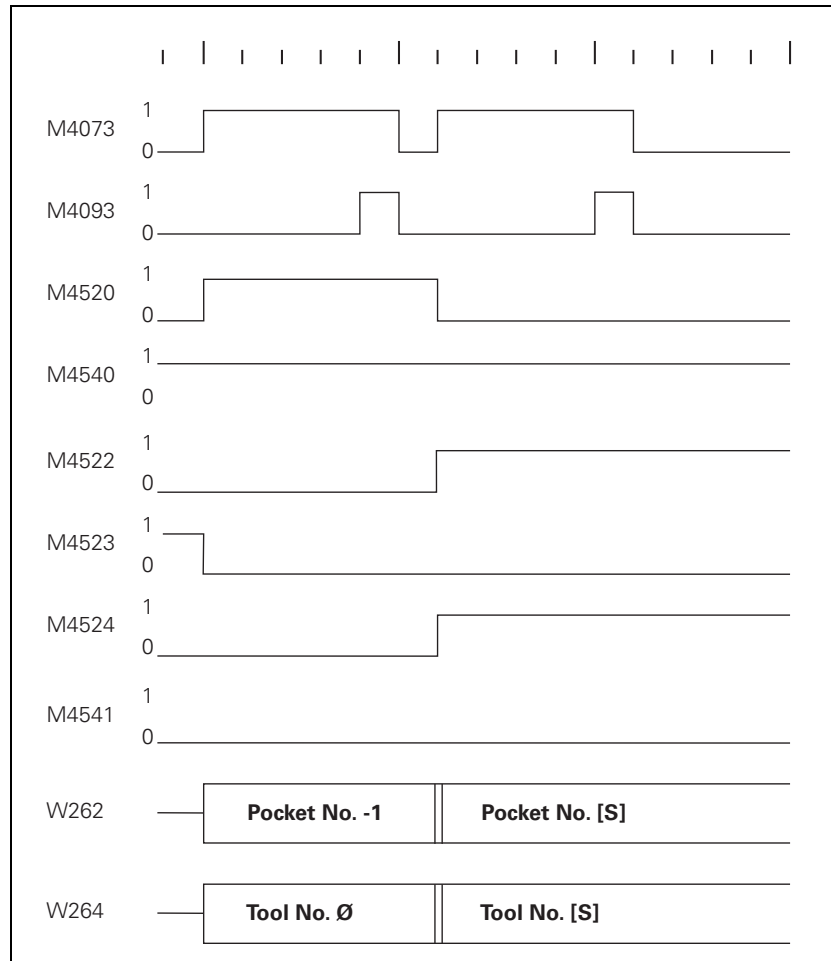 M4073 1
0
M4093 1
0
M4520 1
0
M4540 1
0
M4522 1
0
M4523 1
0
M4524 1
0
M4541 1
0
W262 Pocket No. -1 Pocket No. [S]
W264 Tool No. Ø Tool No. [S]